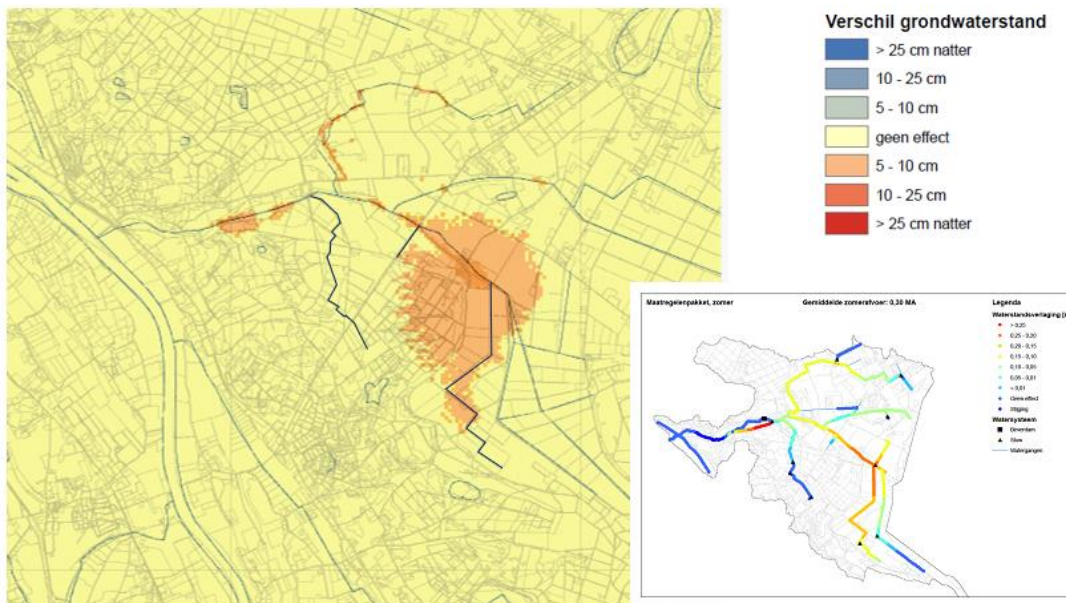 Verschil grondwaterstand
> 25 cm natter
10 - 25 cm
5 - 10 cm
geen effect
5 - 10 cm
10 - 25 cm
> 25 cm natter
Maatregelenpakket, zomer
Gemiddelde zomerafvoer: 0,30 MA
Legenda
Waterstandsverlaging
> 0,25
0,25 - 0,20
0,20 - 0,15
0,15 - 0,10
0,10 - 0,05
0,05 - 0,01
< 0,01
Geen effect
Stijging
Watersysteem
Stuw
Watergangen